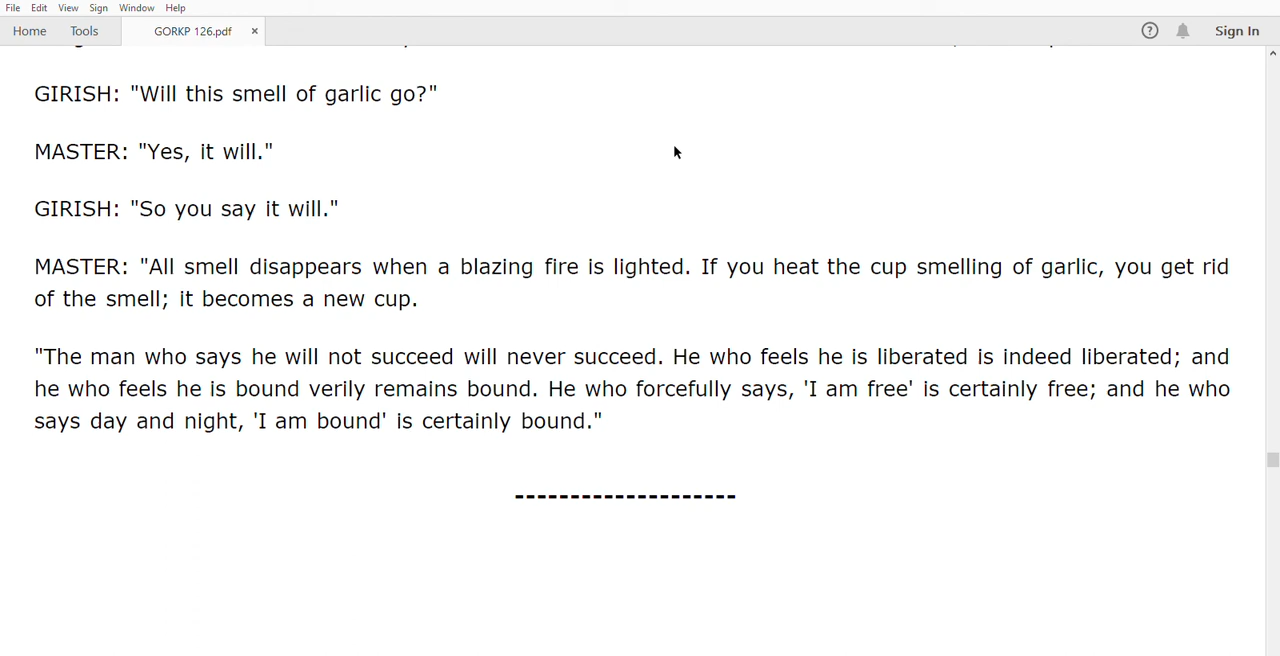 File Edit View Sign Window Help
Home Tools GORKP 126.pdf × ? Sign In
GIRISH: "Will this smell of garlic go?"
MASTER: "Yes, it will."
GIRISH: "So you say it will."
MASTER: "All smell disappears when a blazing fire is lighted. If you heat the cup smelling of garlic, you get rid
of the smell; it becomes a new cup.
"The man who says he will not succeed will never succeed. He who feels he is liberated is indeed liberated; and
he who feels he is bound verily remains bound. He who forcefully says, 'I am free' is certainly free; and he who
says day and night, 'I am bound' is certainly bound."
--------------------